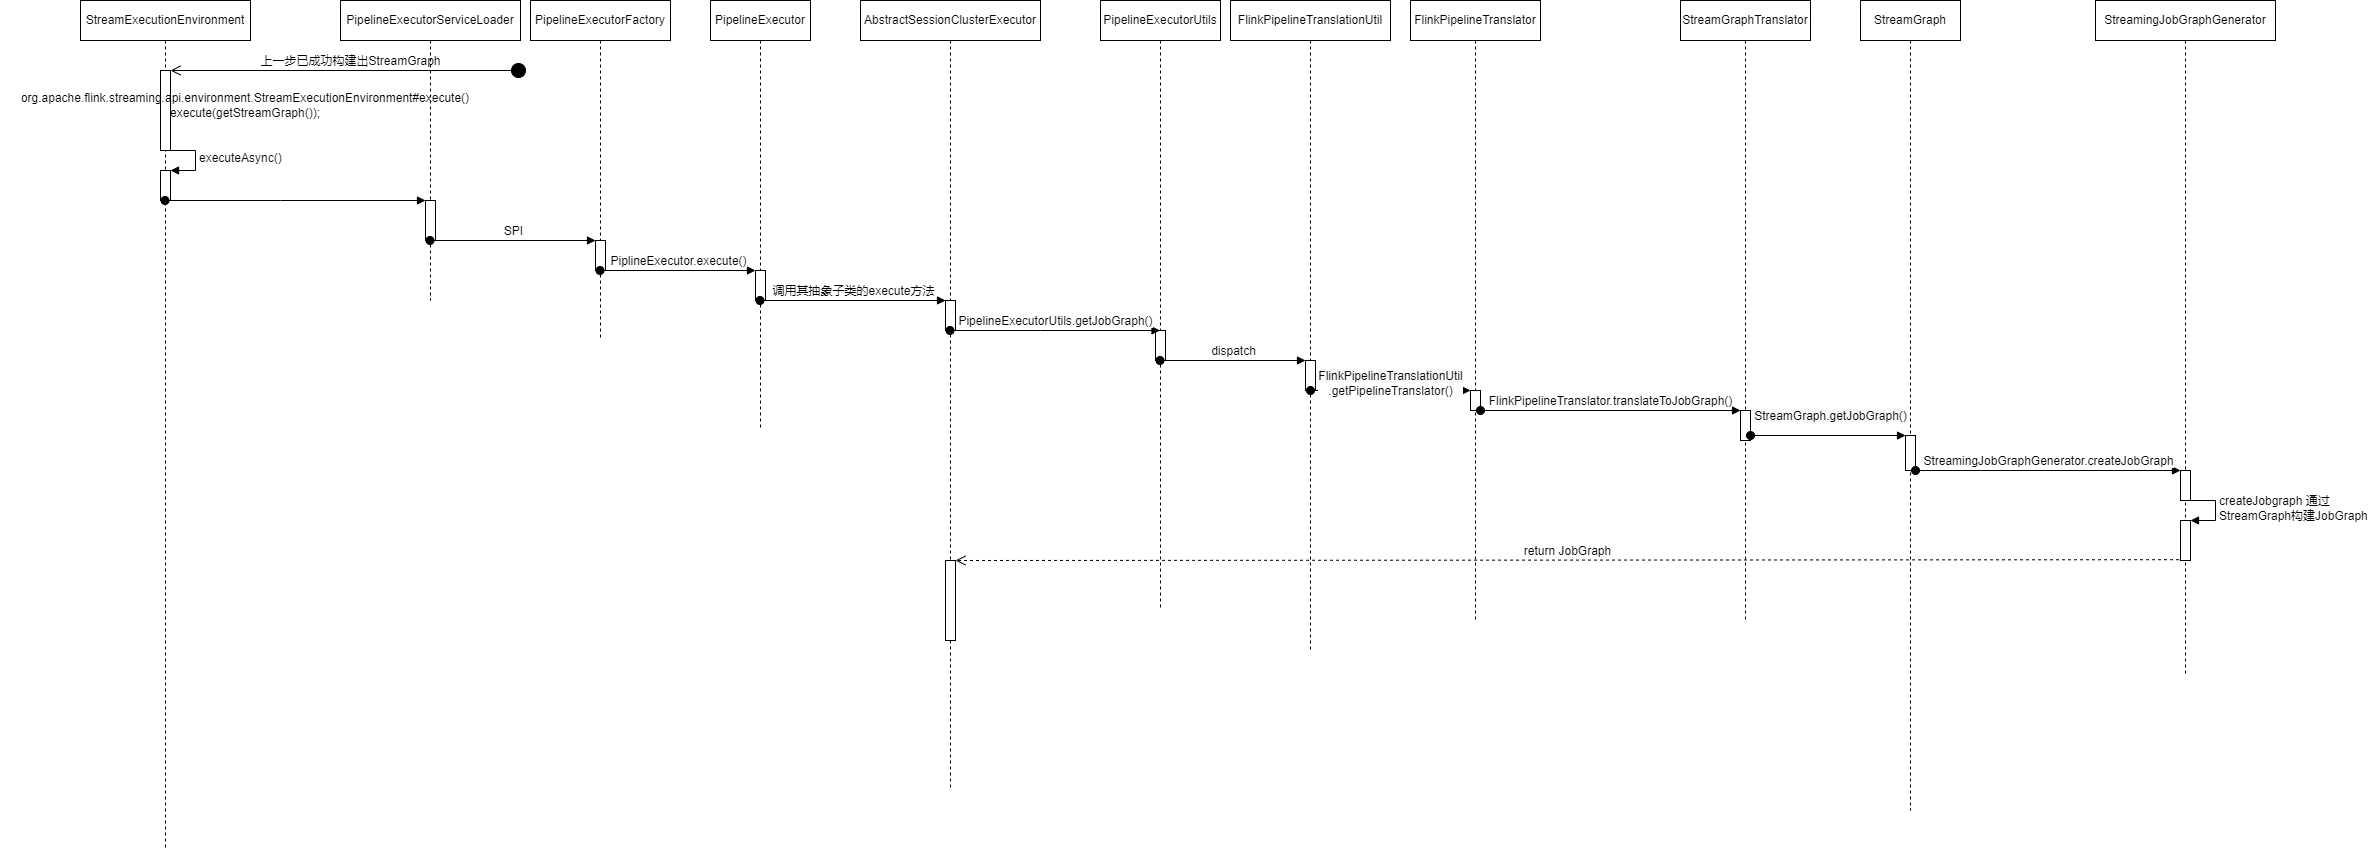 StreamExecutionEnvironment
PipelineExecutorServiceLoader
PipelineExecutorFactory
PipelineExecutor
AbstractSessionClusterExecutor
PipelineExecutorUtils
FlinkPipelineTranslationUtil
FlinkPipelineTranslator
StreamGraphTranslator
StreamGraph
StreamingJobGraphGenerator
上一步已成功构建出StreamGraph
org.apache.flink.streaming.api.environment.StreamExecutionEnvironment#execute()
execute(getStreamGraph());
executeAsync()
SPI
PiplineExecutor.execute()
调用其抽象子类的execute方法
PipelineExecutorUtils.getJobGraph()
dispatch
FlinkPipelineTranslationUtil
.getPipelineTranslator()
FlinkPipelineTranslator.translateToJobGraph()
StreamGraph.getJobGraph()
StreamingJobGraphGenerator.createJobGraph
createJobgraph 通过
StreamGraph构建JobGraph
return JobGraph